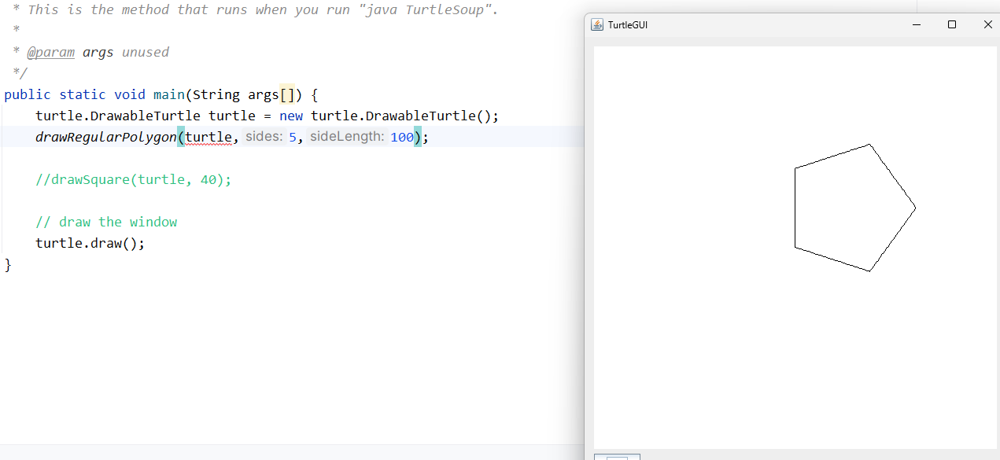 * This is the method that runs when you run "java TurtleSoup".
*
* @param args unused
*/
public static void main(String args[]) {
turtle.DrawableTurtle turtle = new turtle.DrawableTurtle();
drawRegularPolygon(turtle, sides: 5, sideLength: 100);
//drawSquare(turtle, 40);
// draw the window
turtle.draw();
}
TurtleGUI